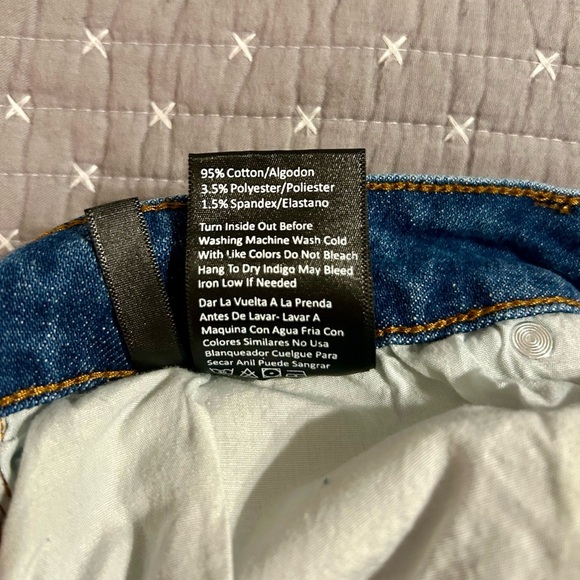 95% Cotton/Algodon
3.5% Polyester/Poliester
1.5% Spandex/Elastano
Turn Inside Out Before
Washing Machine Wash Cold
With Like Colors Do Not Bleach
Hang To Dry Indigo May Bleed
Iron Low If Needed
Dar La Vuelta A La Prenda
Antes De Lavar- Lavar A
Maquina Con Agua Fria Con
Colores Similares No Usa
Blanqueador Cuelgue Para
Secar Anil Puede Sangrar